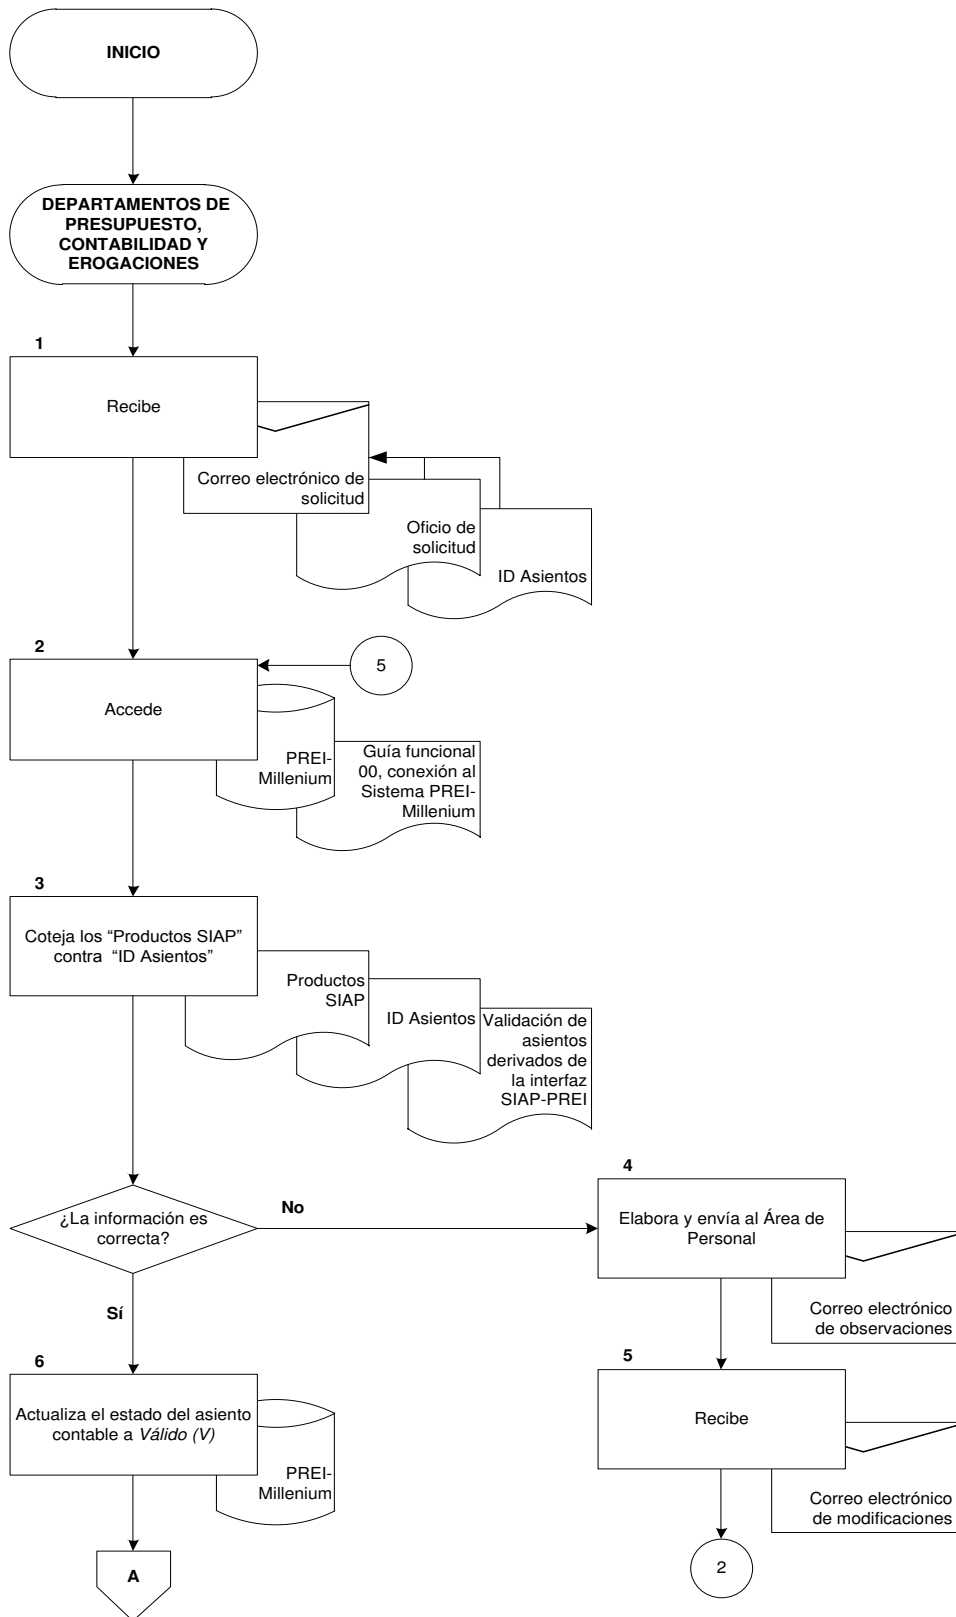 INICIO
DEPARTAMENTOS DE
PRESUPUESTO,
CONTABILIDAD Y
EROGACIONES
1
Recibe
Correo electrónico de
solicitud
Oficio de
solicitud
ID Asientos
2
Accede
5
PREI-
Millenium
Guía funcional
00, conexión al
Sistema PREI-
Millenium
3
Coteja los “Productos SIAP”
contra “ID Asientos”
Productos
SIAP
ID Asientos
Validación de
asientos
derivados de
la interfaz
SIAP-PREI
¿La información es
correcta?
No
Sí
4
Elabora y envía al Área de
Personal
Correo electrónico
de observaciones
5
Recibe
Correo electrónico
de modificaciones
2
6
Actualiza el estado del asiento
contable a Válido (V)
PREI-
Millenium
A